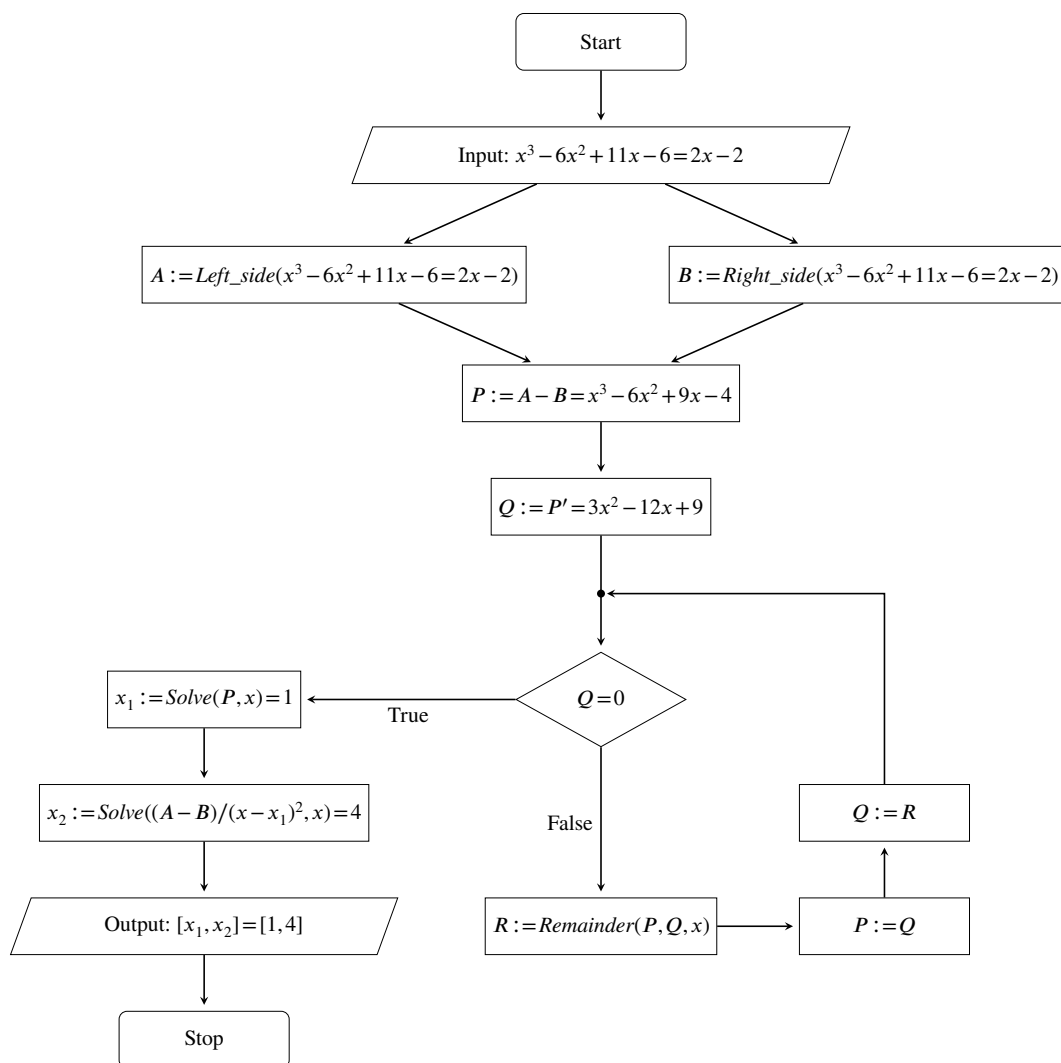 Start
Input: x³ − 6x² + 11x − 6 = 2x − 2
A := Left_side(x³ − 6x² + 11x − 6 = 2x − 2)
B := Right_side(x³ − 6x² + 11x − 6 = 2x − 2)
P := A − B = x³ − 6x² + 9x − 4
Q := P′ = 3x² − 12x + 9
Q = 0
True
x₁ := Solve(P, x) = 1
x₂ := Solve((A − B)/(x − x₁)², x) = 4
Output: [x₁, x₂] = [1, 4]
Stop
False
R := Remainder(P, Q, x)
P := Q
Q := R